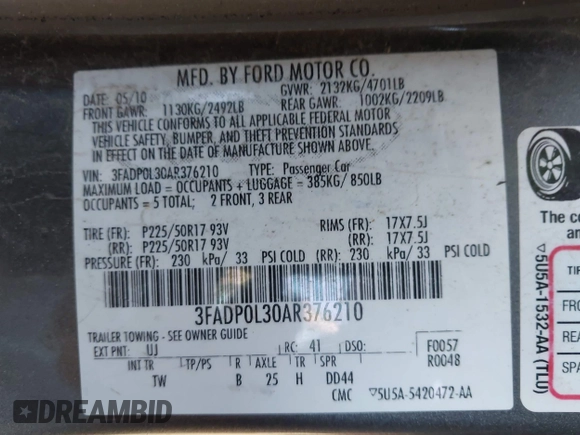 MFD. BY FORD MOTOR CO.
DATE: 05/10 GVWR: 2132KG/4701LB
FRONT GAWR: 1130KG/2492LB REAR GAWR: 1002KG/2209LB
THIS VEHICLE CONFORMS TO ALL APPLICABLE FEDERAL MOTOR
VEHICLE SAFETY, BUMPER, AND THEFT PREVENTION STANDARDS
IN EFFECT ON THE DATE OF MANUFACTURE SHOWN ABOVE.
VIN: 3FADP0L30AR376210 TYPE: Passenger Car
MAXIMUM LOAD = OCCUPANTS + LUGGAGE = 385KG/850LB
OCCUPANTS = 5 TOTAL; 2 FRONT, 3 REAR
TIRE (FR): P225/50R17 93V RIMS (FR): 17X7.5J
(RR): P225/50R17 93V (RR): 17X7.5J
PRESSURE (FR): 230 kPa/ 33 PSI COLD (RR): 230 kPa/ 33 PSI COLD
3FADP0L30AR376210
TRAILER TOWING - SEE OWNER GUIDE
EXT PNT: UJ RC: 41 DSO: F0057
R0048
INT TR TP/PS R AXLE TR SPR
TW B 25 H DD44
CMC ▽5U5A-5420472-AA
The co
an
TIR
FRO
REA
SPA
▽5U5A-1532-AA (TLU)
DREAMBID